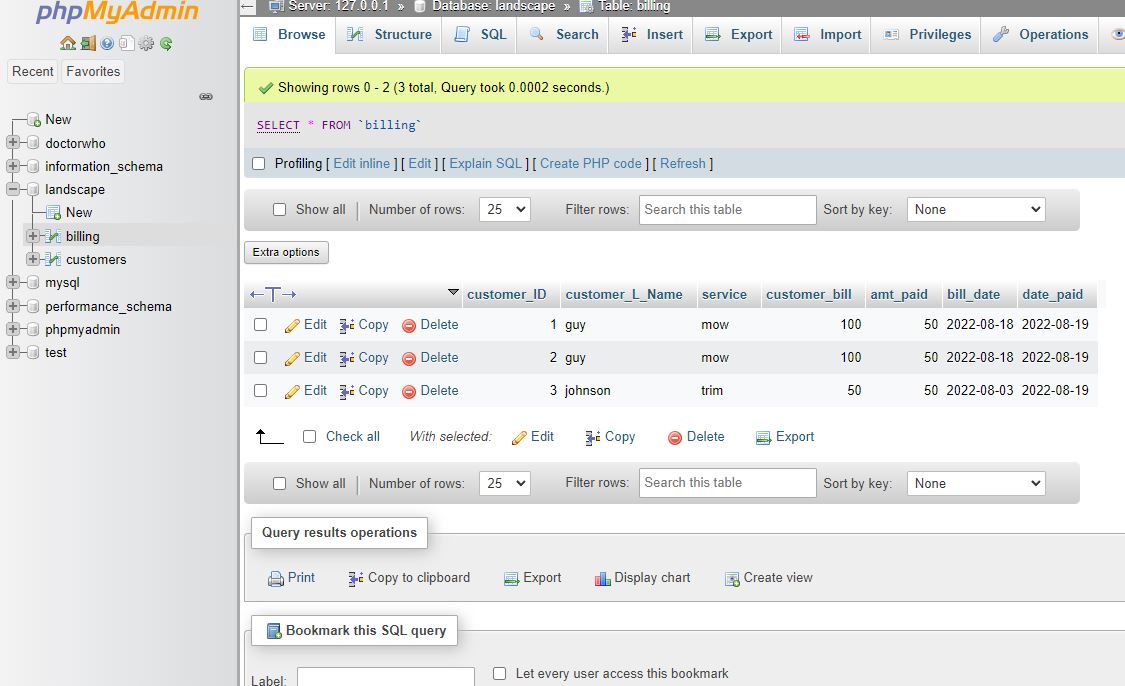 phpMyAdmin
Server: 127.0.0.1 » Database: landscape » Table: billing
Browse Structure SQL Search Insert Export Import Privileges Operations
Recent Favorites
New
doctorwho
information_schema
landscape
New
billing
customers
mysql
performance_schema
phpmyadmin
test
Showing rows 0 - 2 (3 total, Query took 0.0002 seconds.)
SELECT * FROM `billing`
Profiling [ Edit inline ] [ Edit ] [ Explain SQL ] [ Create PHP code ] [ Refresh ]
Show all Number of rows: 25 Filter rows: Search this table Sort by key: None
Extra options
customer_ID customer_L_Name service customer_bill amt_paid bill_date date_paid
Edit Copy Delete 1 guy mow 100 50 2022-08-18 2022-08-19
Edit Copy Delete 2 guy mow 100 50 2022-08-18 2022-08-19
Edit Copy Delete 3 johnson trim 50 50 2022-08-03 2022-08-19
Check all With selected: Edit Copy Delete Export
Show all Number of rows: 25 Filter rows: Search this table Sort by key: None
Query results operations
Print Copy to clipboard Export Display chart Create view
Bookmark this SQL query
Label: Let every user access this bookmark